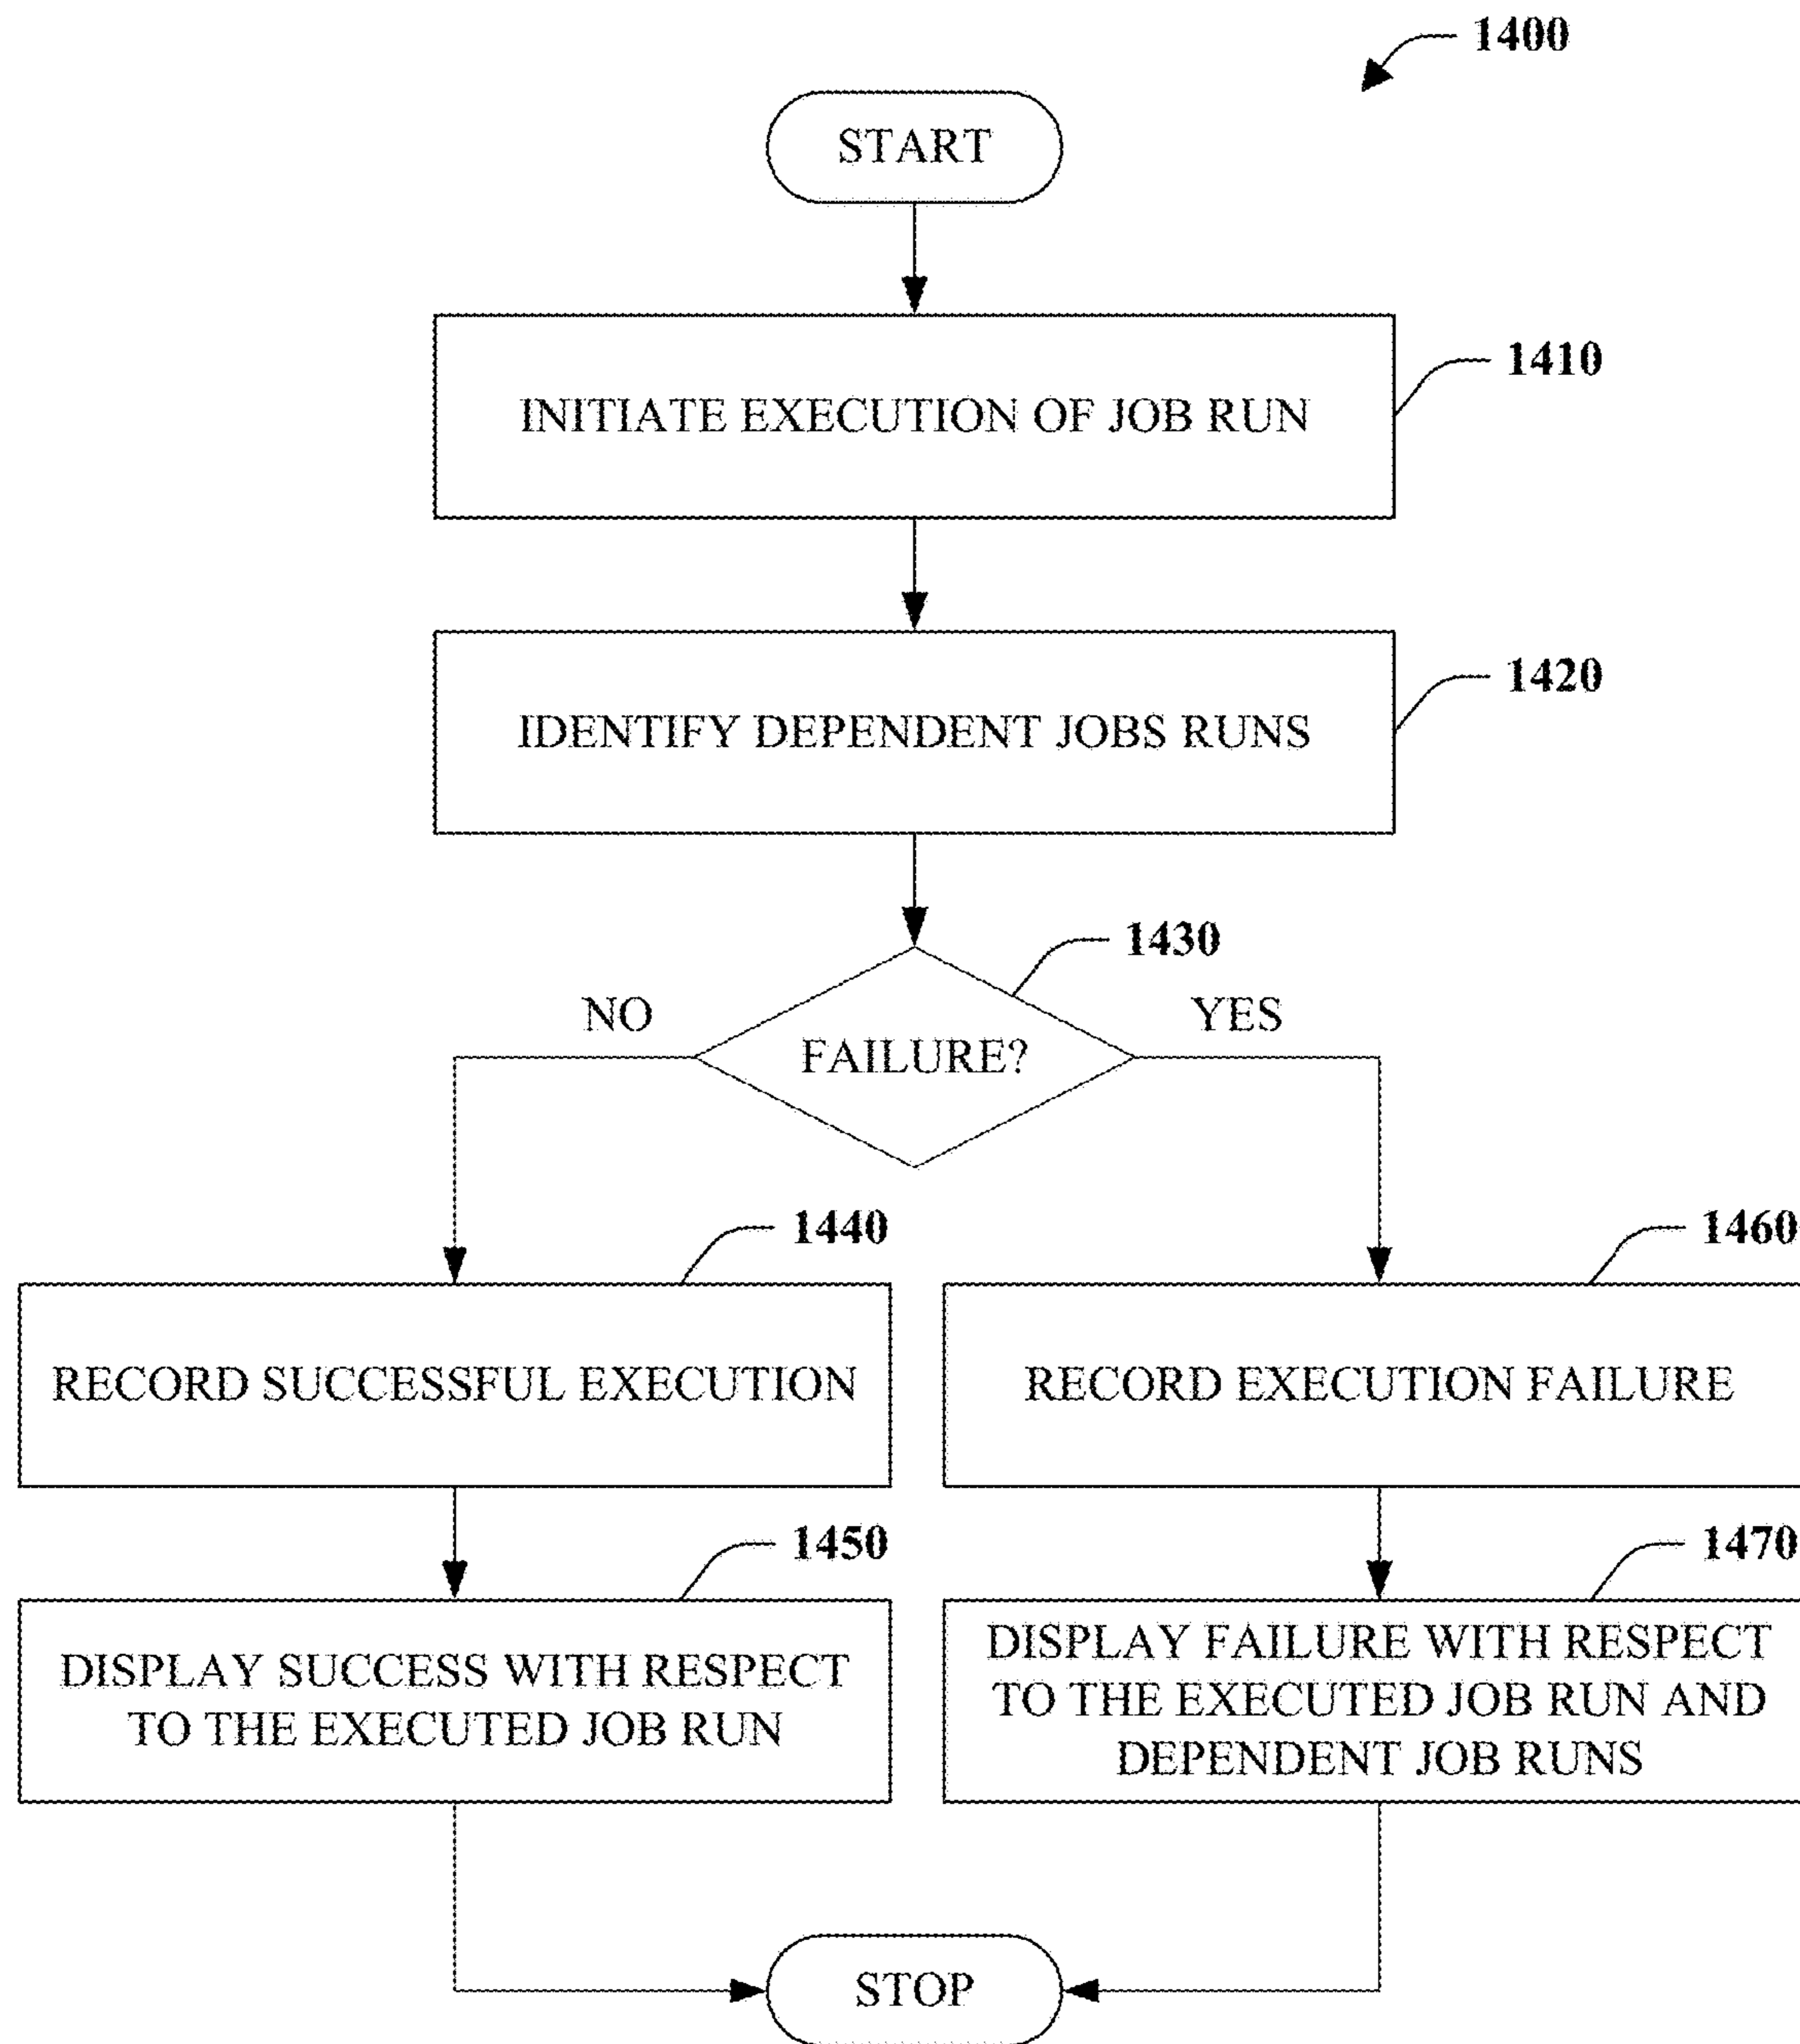 1400
START
1410
INITIATE EXECUTION OF JOB RUN
1420
IDENTIFY DEPENDENT JOBS RUNS
1430
NO
YES
FAILURE?
1440
1460
RECORD SUCCESSFUL EXECUTION
RECORD EXECUTION FAILURE
1450
1470
DISPLAY SUCCESS WITH RESPECT
TO THE EXECUTED JOB RUN
DISPLAY FAILURE WITH RESPECT
TO THE EXECUTED JOB RUN AND
DEPENDENT JOB RUNS
STOP